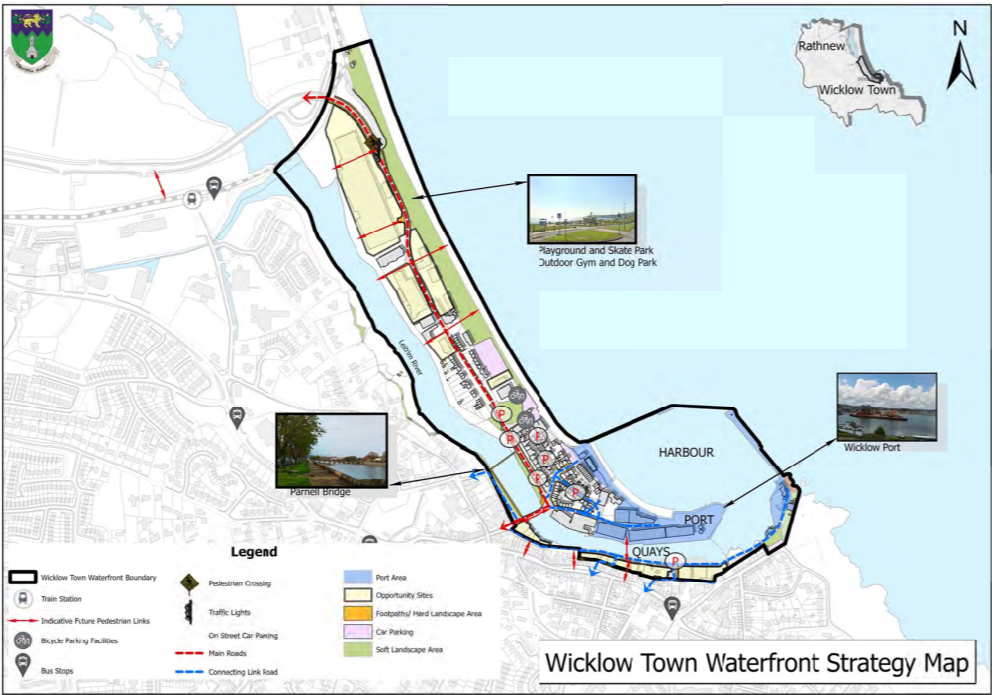 N
Rathnew
Wicklow Town
Playground and Skate Park
Outdoor Gym and Dog Park
Leitrim River
P
P
P
P
P
P
HARBOUR
Wicklow Port
Parnell Bridge
PORT
QUAYS
P
Legend
Wicklow Town Waterfront Boundary
Train Station
Indicative Future Pedestrian Links
Bicycle Parking Facilities
Bus Stops
Pedestrian Crossing
Traffic Lights
On Street Car Parking
Main Roads
Connecting Link Road
Port Area
Opportunity Sites
Footpaths/ Hard Landscape Area
Car Parking
Soft Landscape Area
Wicklow Town Waterfront Strategy Map